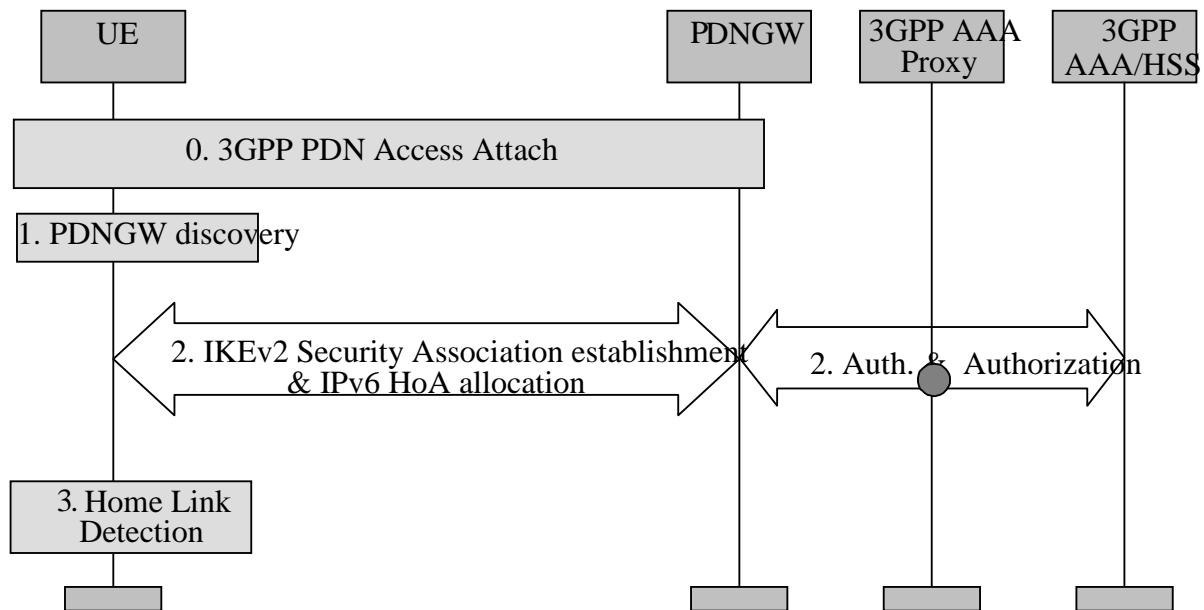 UE
PDNGW
3GPP AAA
Proxy
3GPP
AAA/HSS
0. 3GPP PDN Access Attach
1. PDNGW discovery
2. IKEv2 Security Association establishment
& IPv6 HoA allocation
2. Auth. & Authorization
3. Home Link
Detection